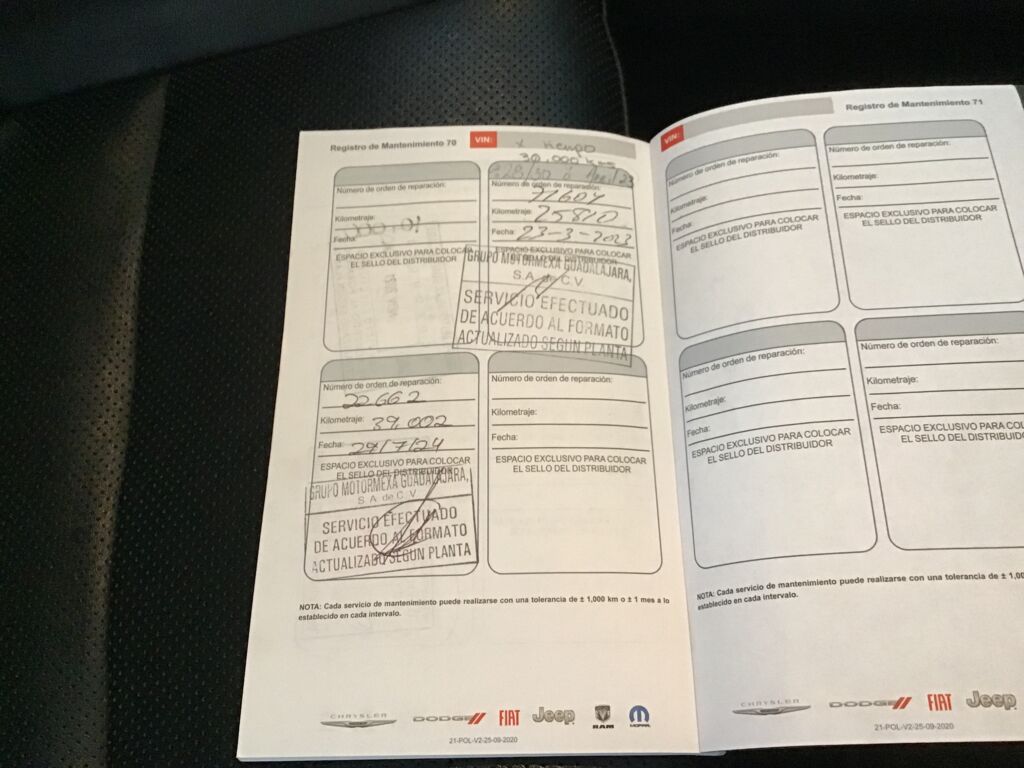 Registro de Mantenimiento 70
VIN:
x tiempo
30,000 kms
Número de orden de reparación:
Kilometraje:
Fecha:
ESPACIO EXCLUSIVO PARA COLOCAR
EL SELLO DEL DISTRIBUIDOR
Número de orden de reparación:
71604
Kilometraje: 25810
Fecha: 23-3-2023
ESPACIO EXCLUSIVO PARA COLOCAR
GRUPO MOTORMEXA GUADALAJARA,
S.A. de C.V.
SERVICIO EFECTUADO
DE ACUERDO AL FORMATO
ACTUALIZADO SEGUN PLANTA
Número de orden de reparación:
22662
Kilometraje: 39,002
Fecha: 29/7/24
ESPACIO EXCLUSIVO PARA COLOCAR
EL SELLO DEL DISTRIBUIDOR
GRUPO MOTORMEXA GUADALAJARA,
S.A. de C.V.
SERVICIO EFECTUADO
DE ACUERDO AL FORMATO
ACTUALIZADO SEGUN PLANTA
Número de orden de reparación:
Kilometraje:
Fecha:
ESPACIO EXCLUSIVO PARA COLOCAR
EL SELLO DEL DISTRIBUIDOR
NOTA: Cada servicio de mantenimiento puede realizarse con una tolerancia de ± 1,000 km o ± 1 mes a lo
establecido en cada intervalo.
CHRYSLER DODGE FIAT Jeep RAM MOPAR
21-POL-V2-25-09-2020
Registro de Mantenimiento 71
VIN:
Número de orden de reparación:
Kilometraje:
Fecha:
ESPACIO EXCLUSIVO PARA COLOCAR
EL SELLO DEL DISTRIBUIDOR
Número de orden de reparación:
Kilometraje:
Fecha:
ESPACIO EXCLUSIVO PARA COLOCAR
EL SELLO DEL DISTRIBUIDOR
Número de orden de reparación:
Kilometraje:
Fecha:
ESPACIO EXCLUSIVO PARA COLOCAR
EL SELLO DEL DISTRIBUIDOR
Número de orden de reparación:
Kilometraje:
Fecha:
ESPACIO EXCLUSIVO PARA COLOCAR
EL SELLO DEL DISTRIBUIDO
NOTA: Cada servicio de mantenimiento puede realizarse con una tolerancia de ± 1,00
establecido en cada intervalo.
CHRYSLER DODGE FIAT Jeep
21-POL-V2-25-09-2020